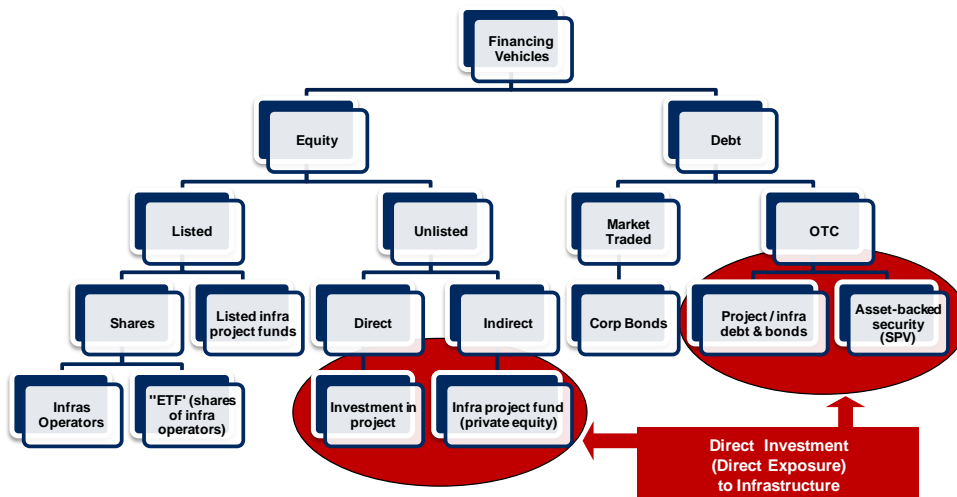 Financing
Vehicles
Equity
Debt
Listed
Unlisted
Market
Traded
OTC
Shares
Listed infra
project funds
Direct
Indirect
Corp Bonds
Project / infra
debt & bonds
Asset-backed
security
(SPV)
Infras
Operators
"ETF' (shares
of infra
operators)
Investment in
project
Infra project fund
(private equity)
Direct Investment
(Direct Exposure)
to Infrastructure